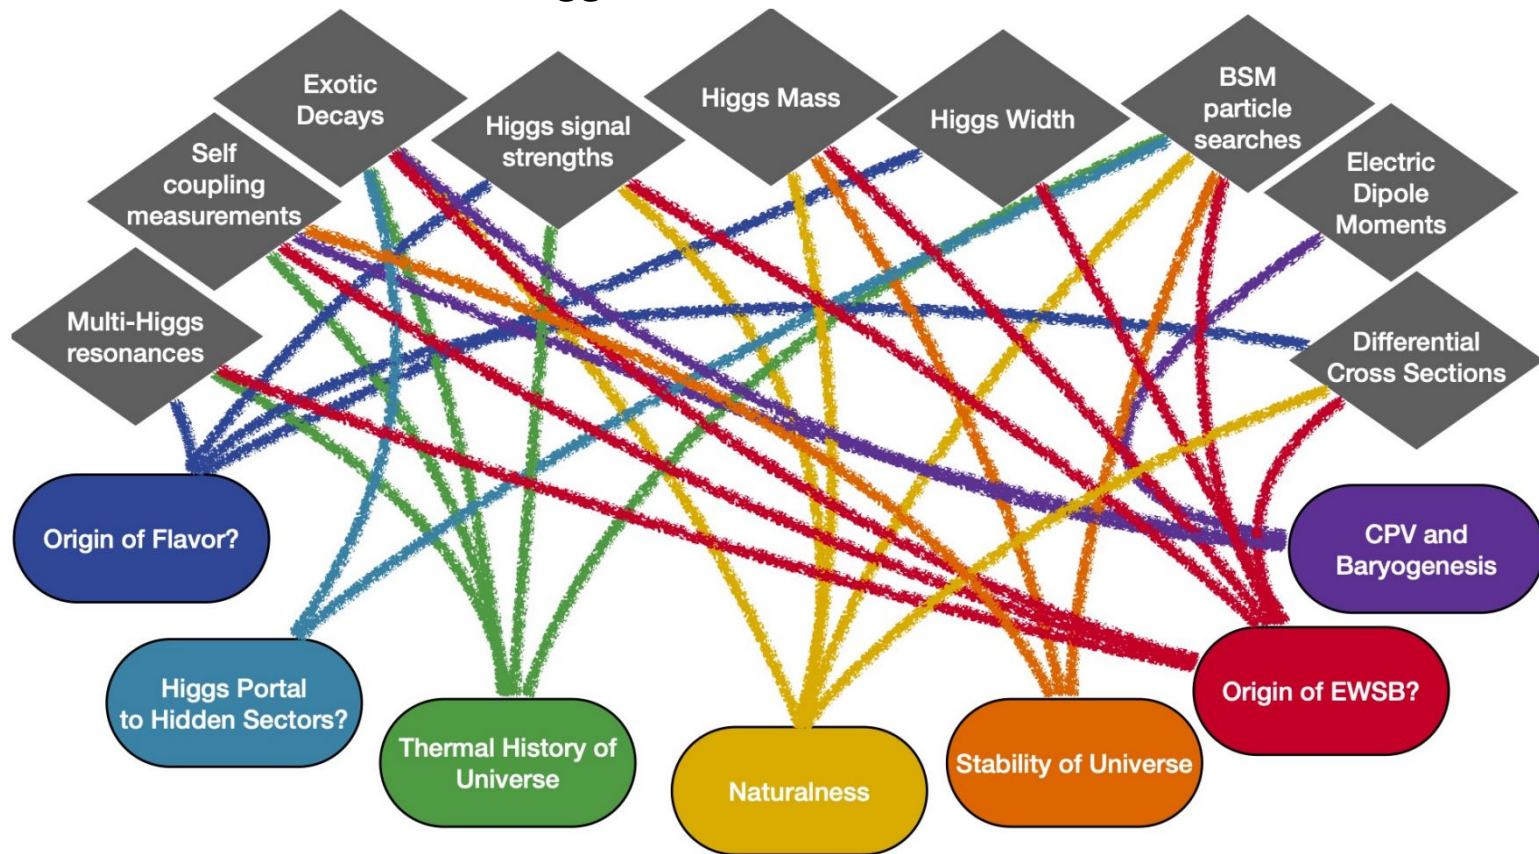 gg
Exotic
Decays
Higgs signal
strengths
Higgs Mass
Higgs Width
BSM
particle
searches
Self
coupling
measurements
Electric
Dipole
Moments
Multi-Higgs
resonances
Differential
Cross Sections
Origin of Flavor?
CPV and
Baryogenesis
Higgs Portal
to Hidden Sectors?
Origin of EWSB?
Thermal History of
Universe
Naturalness
Stability of Universe